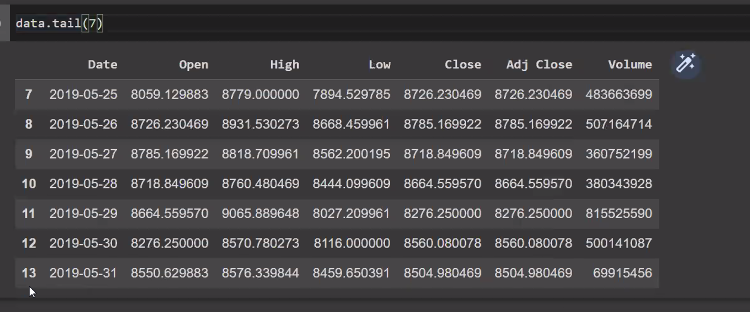 data.tail(7)
Date Open High Low Close Adj Close Volume
7 2019-05-25 8059.129883 8779.000000 7894.529785 8726.230469 8726.230469 483663699
8 2019-05-26 8726.230469 8931.530273 8668.459961 8785.169922 8785.169922 507164714
9 2019-05-27 8785.169922 8818.709961 8562.200195 8718.849609 8718.849609 360752199
10 2019-05-28 8718.849609 8760.480469 8444.099609 8664.559570 8664.559570 380343928
11 2019-05-29 8664.559570 9065.889648 8027.209961 8276.250000 8276.250000 815525590
12 2019-05-30 8276.250000 8570.780273 8116.000000 8560.080078 8560.080078 500141087
13 2019-05-31 8550.629883 8576.339844 8459.650391 8504.980469 8504.980469 69915456